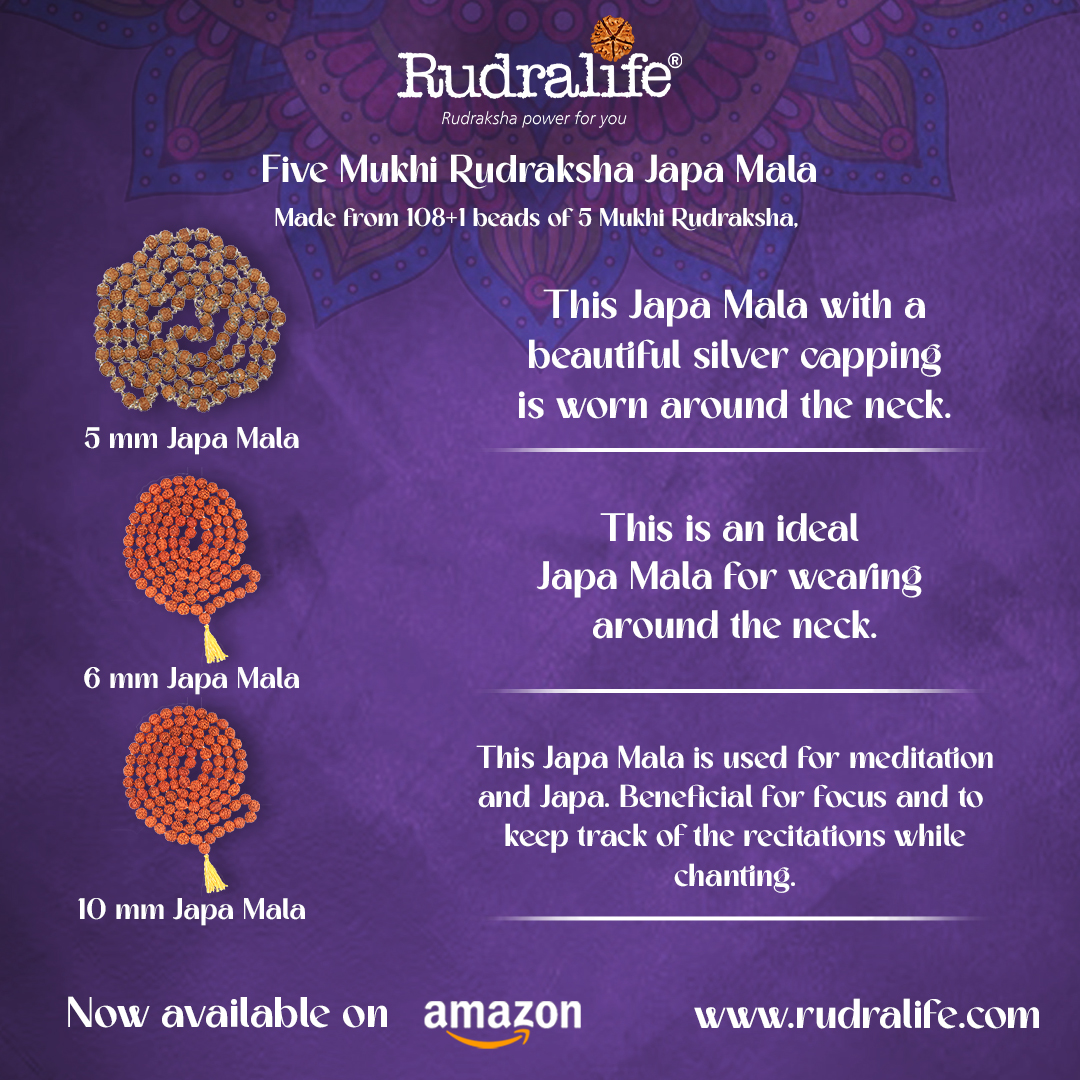 Rudralife®
Rudraksha power for you
Five Mukhi Rudraksha Japa Mala
Made from 108+1 beads of 5 Mukhi Rudraksha,
This Japa Mala with a
beautiful silver capping
is worn around the neck.
5 mm Japa Mala
This is an ideal
Japa Mala for wearing
around the neck.
6 mm Japa Mala
This Japa Mala is used for meditation
and Japa. Beneficial for focus and to
keep track of the recitations while
chanting.
10 mm Japa Mala
Now available on amazon www.rudralife.com